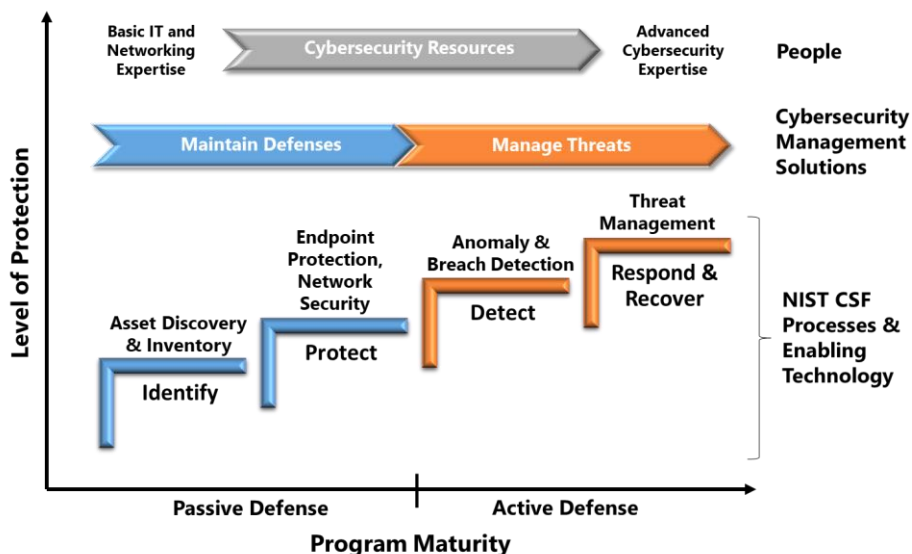 Basic IT and
Networking
Expertise
Cybersecurity Resources
Advanced
Cybersecurity
Expertise
People
Maintain Defenses
Manage Threats
Cybersecurity
Management
Solutions
Level of Protection
Asset Discovery
& Inventory
Identify
Endpoint
Protection,
Network
Security
Protect
Anomaly &
Breach Detection
Detect
Threat
Management
Respond &
Recover
NIST CSF
Processes &
Enabling
Technology
Passive Defense
Active Defense
Program Maturity